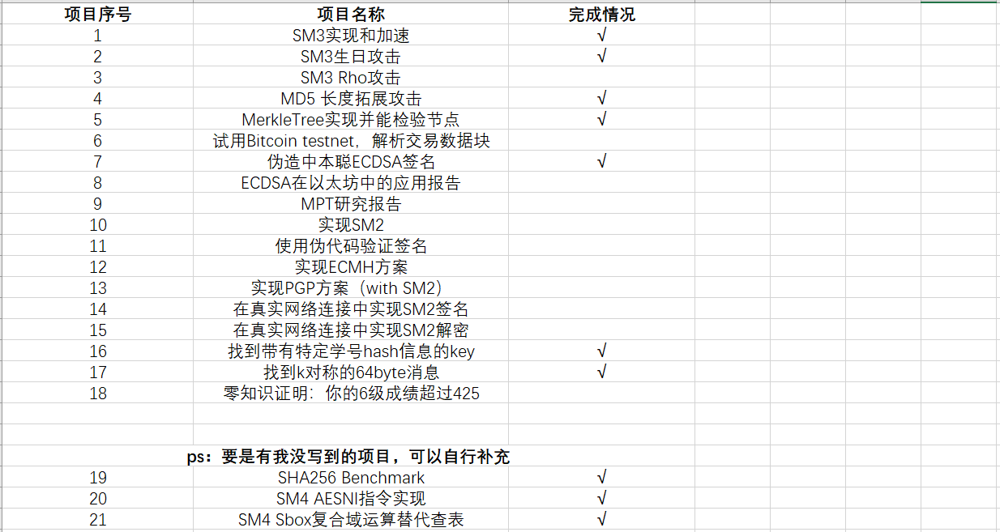 项目序号 项目名称 完成情况
1 SM3实现和加速 √
2 SM3生日攻击 √
3 SM3 Rho攻击
4 MD5 长度拓展攻击 √
5 MerkleTree实现并能检验节点 √
6 试用Bitcoin testnet，解析交易数据块
7 伪造中本聪ECDSA签名 √
8 ECDSA在以太坊中的应用报告
9 MPT研究报告
10 实现SM2
11 使用伪代码验证签名
12 实现ECMH方案
13 实现PGP方案（with SM2）
14 在真实网络连接中实现SM2签名
15 在真实网络连接中实现SM2解密
16 找到带有特定学号hash信息的key √
17 找到k对称的64byte消息 √
18 零知识证明：你的6级成绩超过425
ps：要是有我没写到的项目，可以自行补充
19 SHA256 Benchmark √
20 SM4 AESNI指令实现 √
21 SM4 Sbox复合域运算替代查表 √